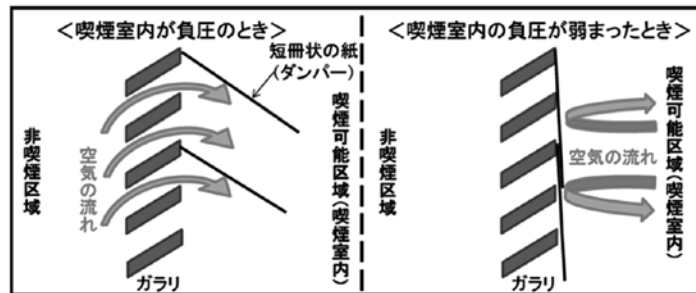 ＜喫煙室内が負圧のとき＞
短冊状の紙
(ダンパー)
非喫煙区域
空気の流れ
喫煙可能区域(喫煙室内)
ガラリ
＜喫煙室内の負圧が弱まったとき＞
非喫煙区域
空気の流れ
喫煙可能区域(喫煙室内)
ガラリ